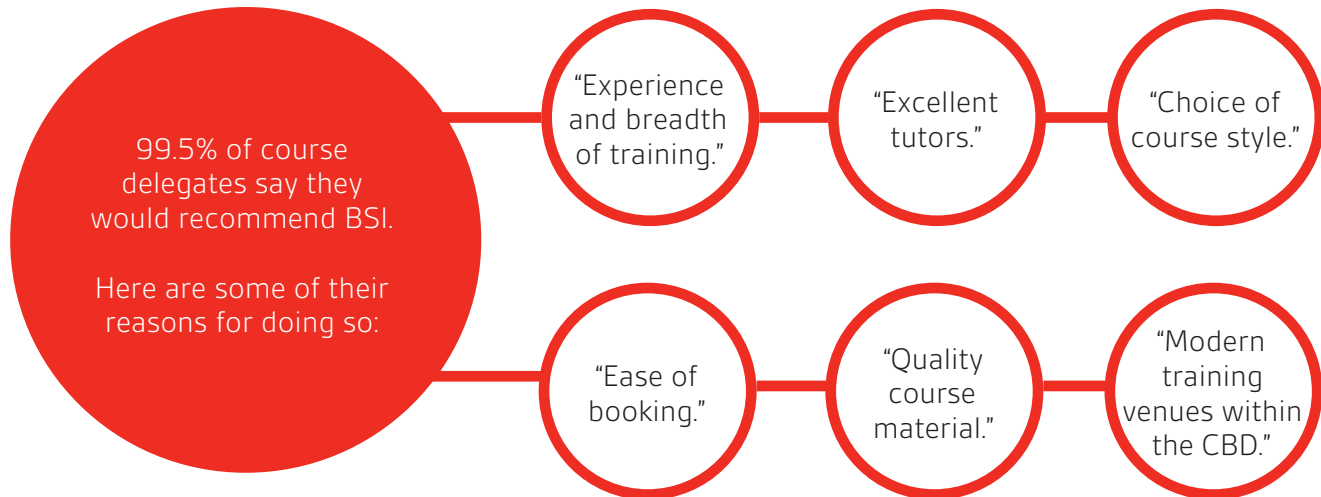 99.5% of course
delegates say they
would recommend BSI.
Here are some of their
reasons for doing so:
“Experience
and breadth
of training.”
“Excellent
tutors.”
“Choice of
course style.”
“Ease of
booking.”
“Quality
course
material.”
“Modern
training
venues within
the CBD.”